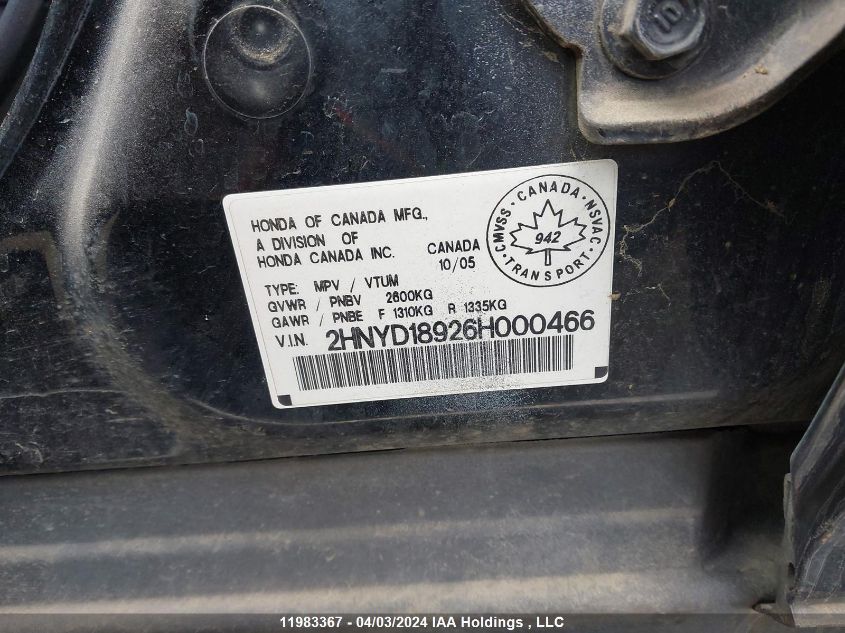 HONDA OF CANADA MFG.,
A DIVISION OF
HONDA CANADA INC.
CANADA
10/05
CMVSS · CANADA · NSVAC · TRANSPORT ·
942
TYPE: MPV / VTUM
GVWR / PNBV 2600KG
GAWR / PNBE F 1310KG R 1335KG
V.I.N. 2HNYD18926H000466
11983367 - 04/03/2024 IAA Holdings , LLC